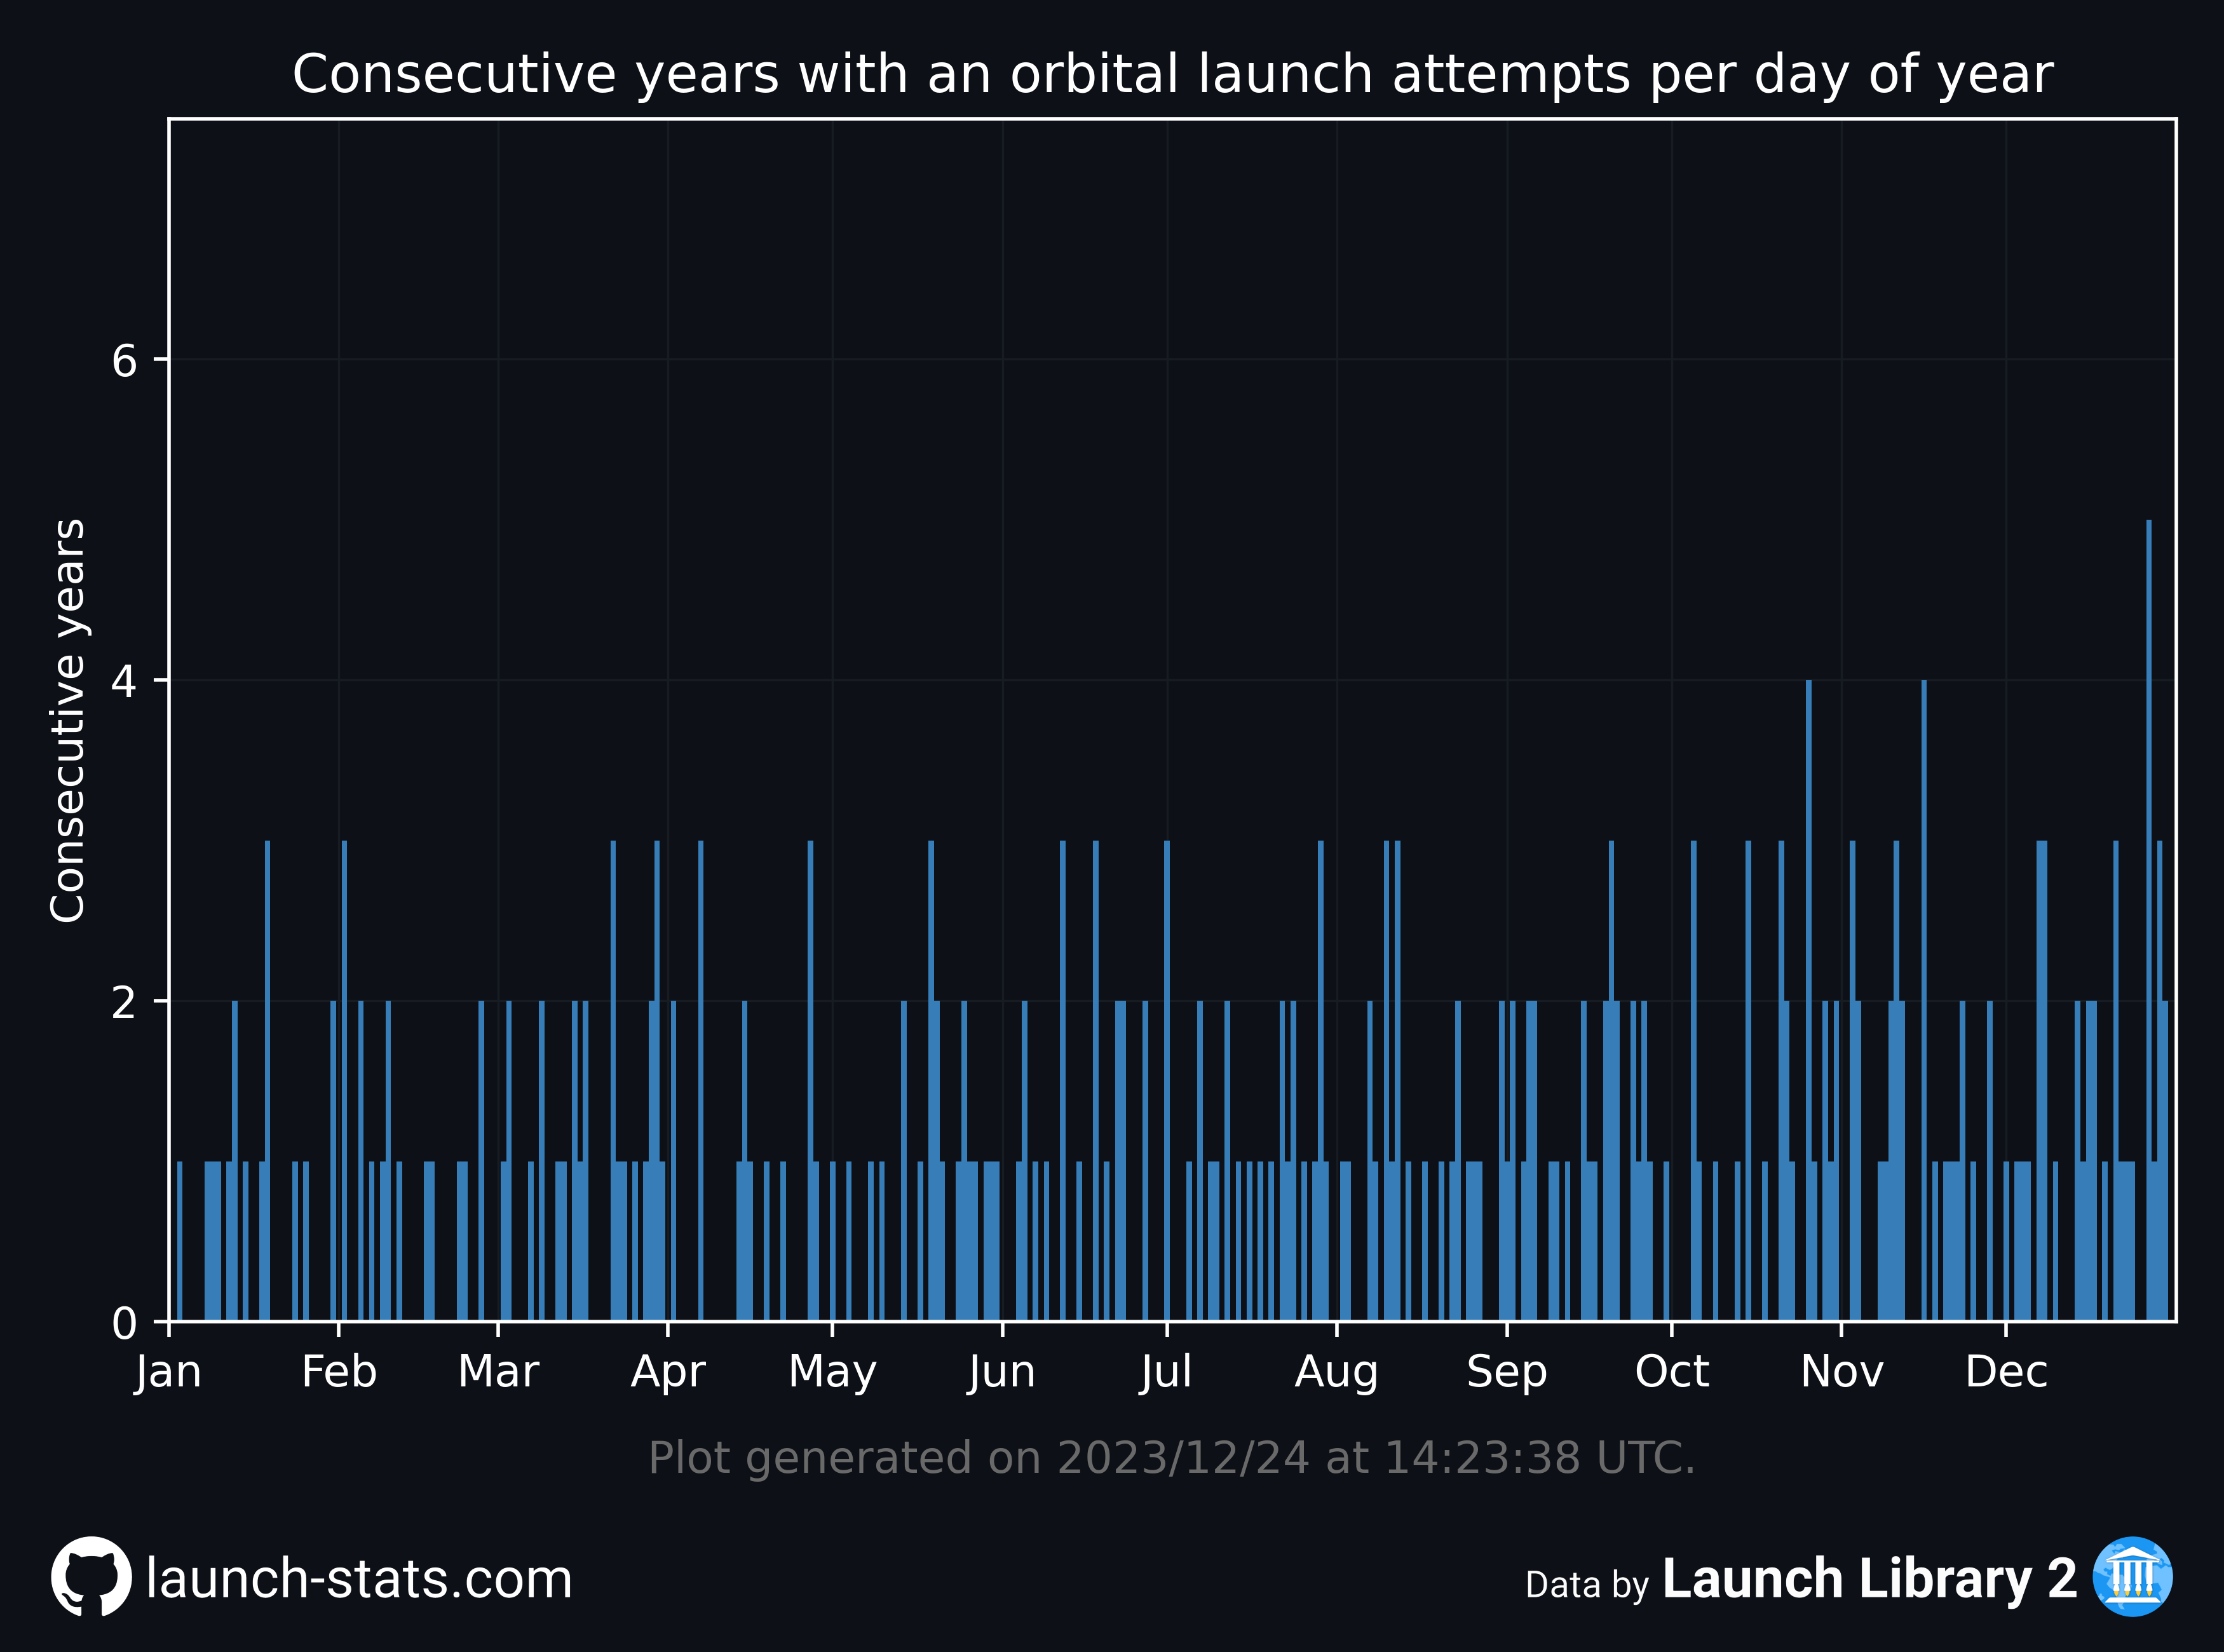 Consecutive years with an orbital launch attempts per day of year
Consecutive years
6
4
2
0
Jan Feb Mar Apr May Jun Jul Aug Sep Oct Nov Dec
Plot generated on 2023/12/24 at 14:23:38 UTC.
launch-stats.com
Data by Launch Library 2